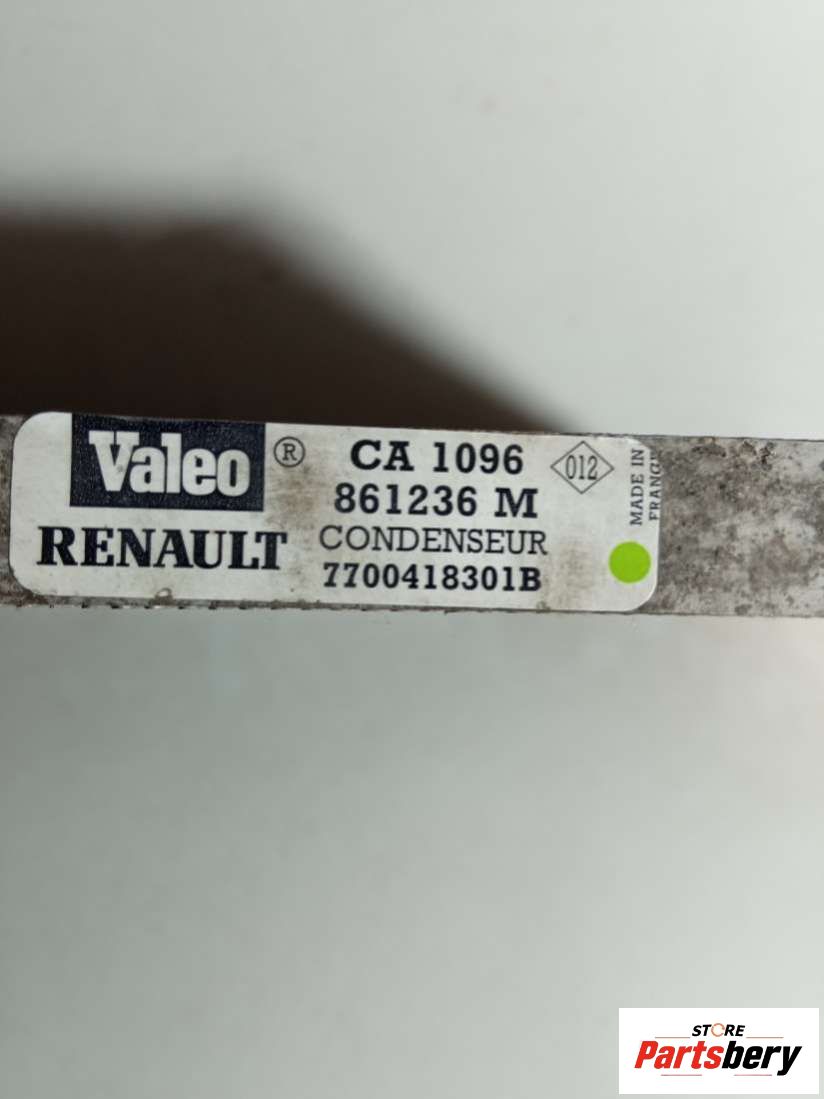 Valeo ®
RENAULT
CA 1096
861236 M
CONDENSEUR
7700418301B
012
MADE IN
FRANCE
STORE
Partsbery